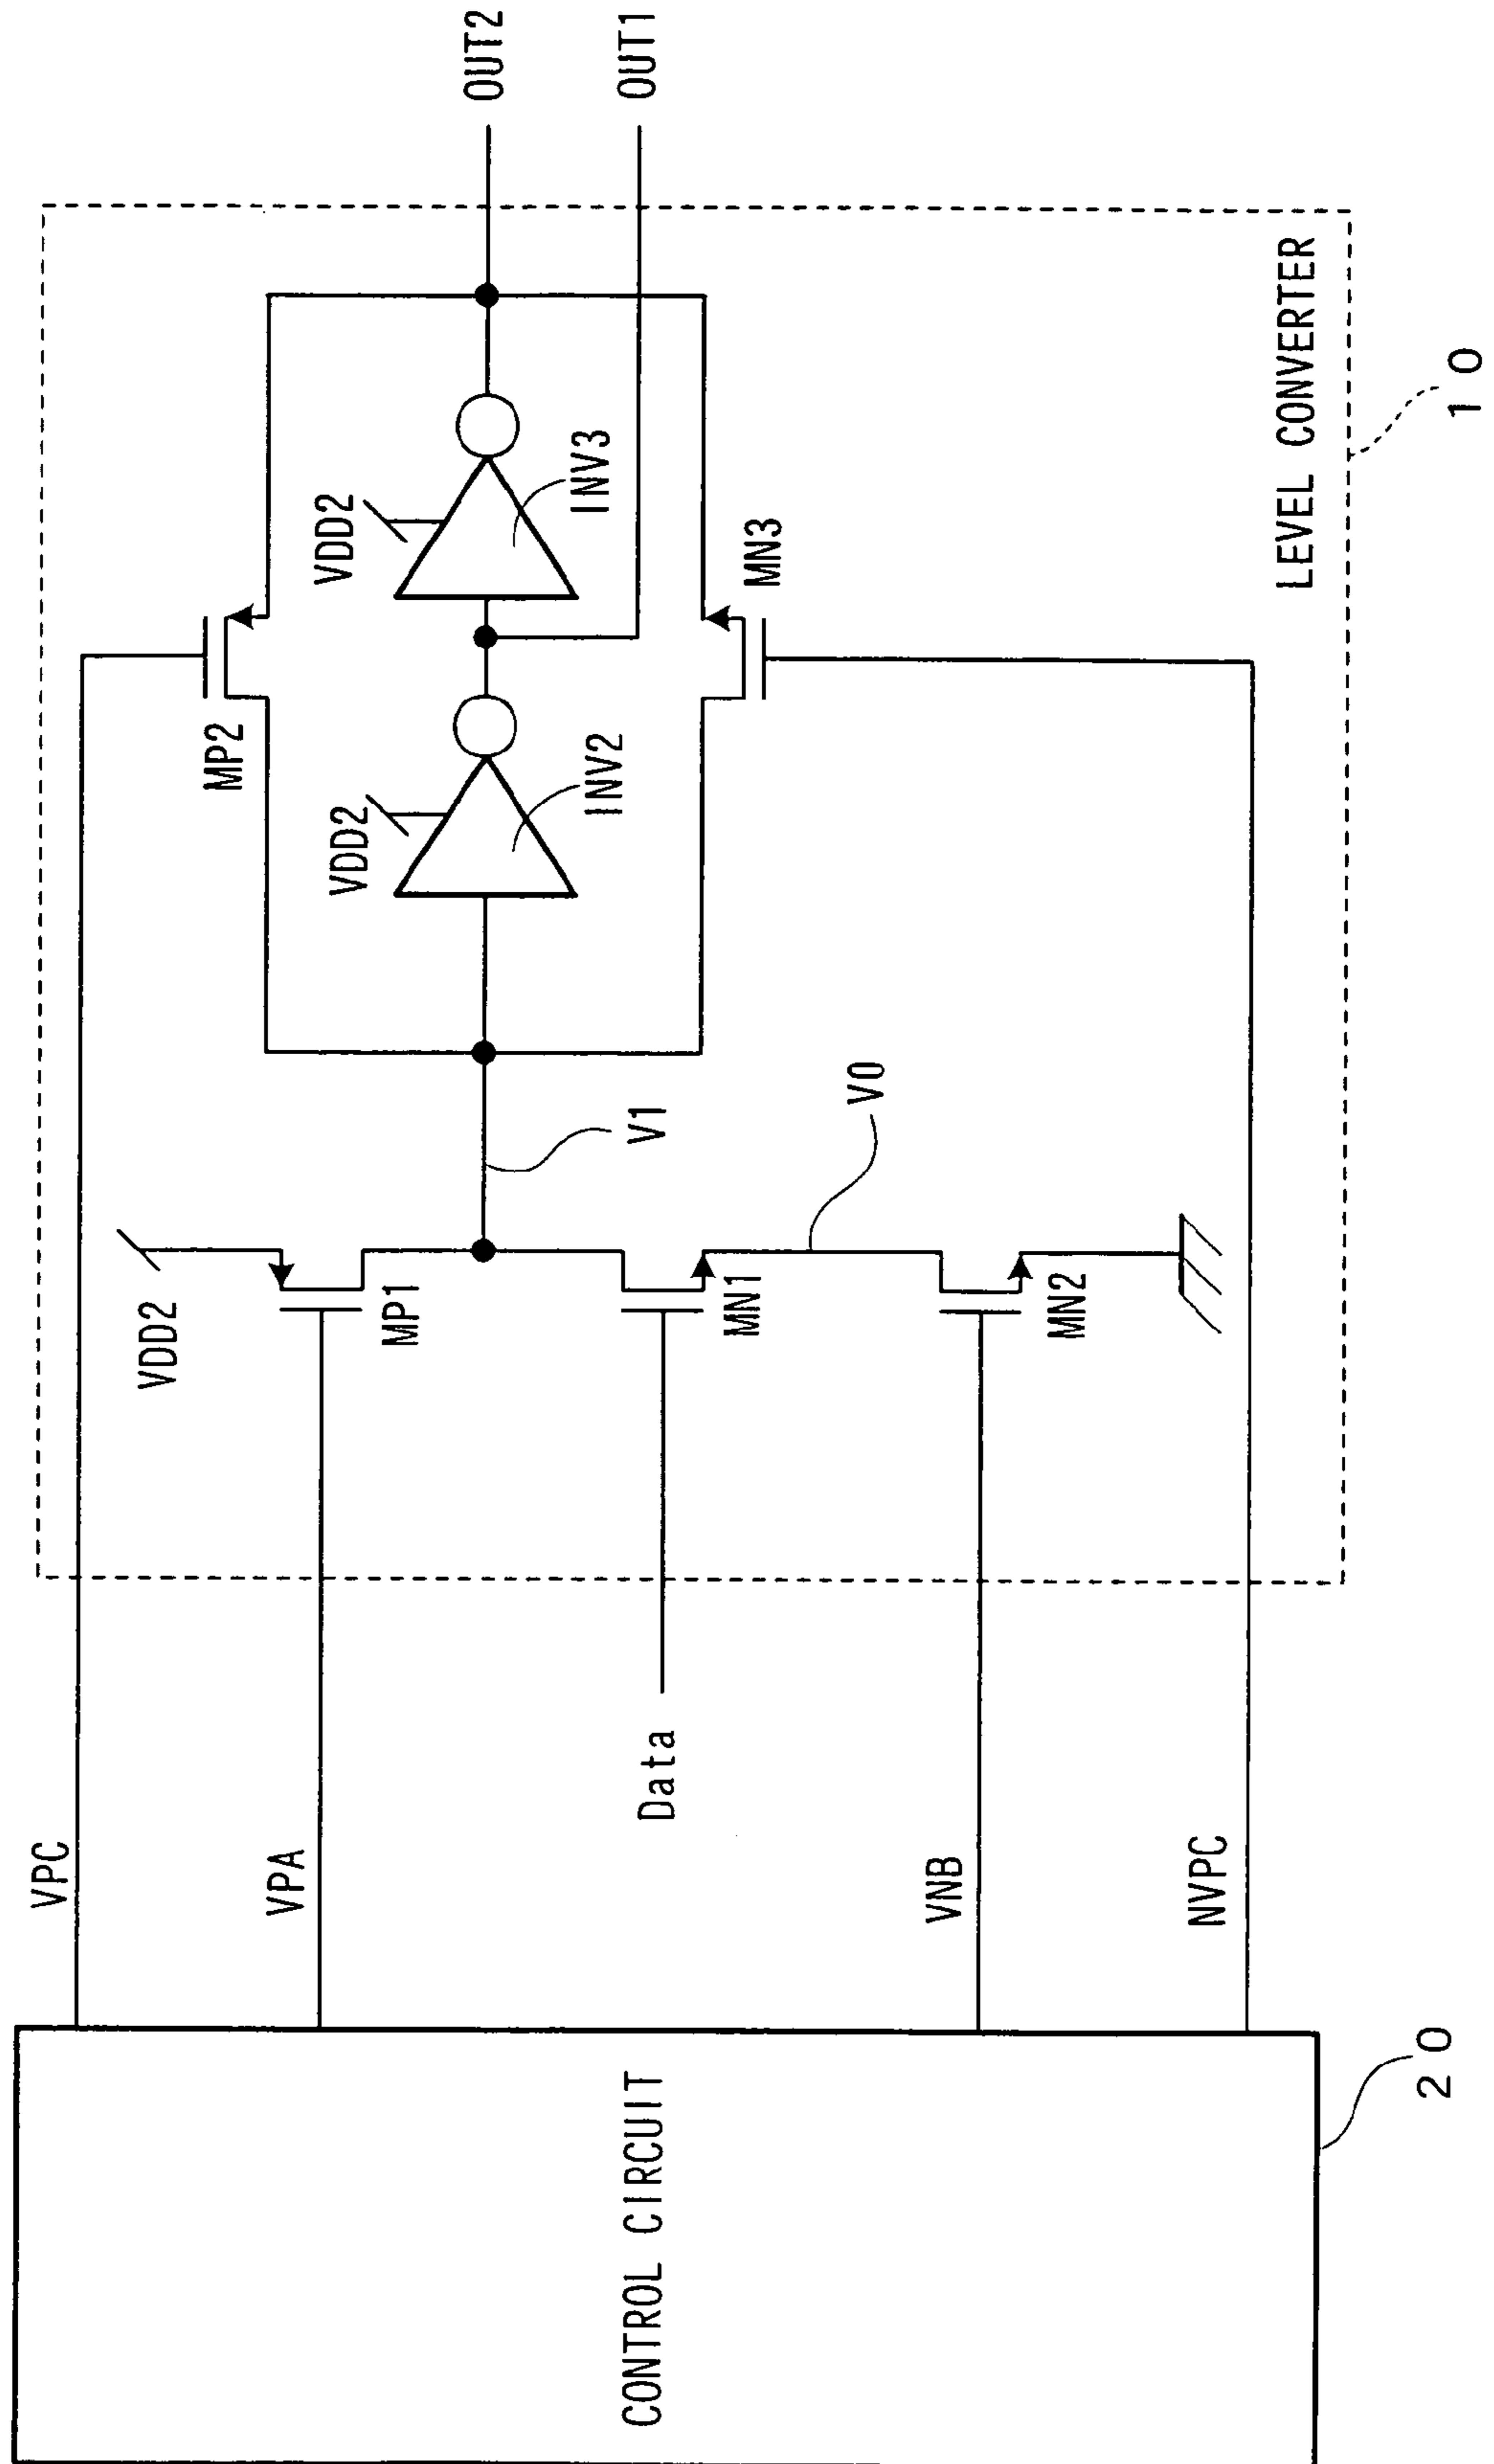 CONTROL CIRCUIT
20
VPC
VPA
Data
VNB
NVPC
VDD2
MP1
MN1
MN2
V1
V0
MP2
VDD2
INV2
VDD2
INV3
MN3
LEVEL CONVERTER
10
OUT2
OUT1